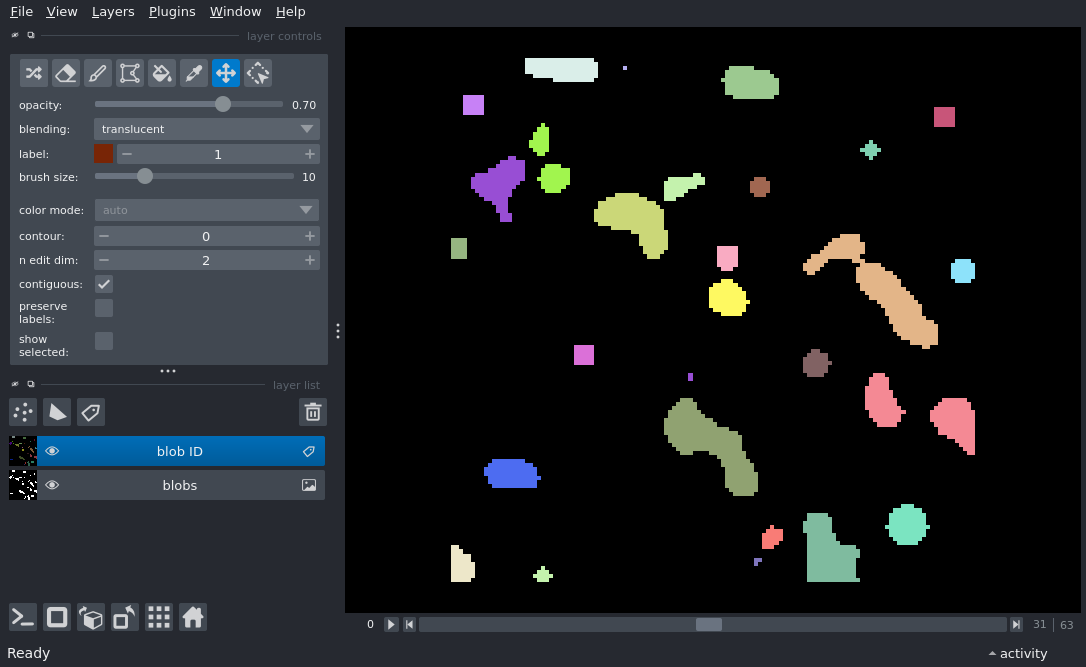 File View Layers Plugins Window Help
layer controls
opacity: 0.70
blending: translucent
label: 1
brush size: 10
color mode: auto
contour: 0
n edit dim: 2
contiguous:
preserve
labels:
show
selected:
layer list
blob ID
blobs
0 31 63
Ready
activity